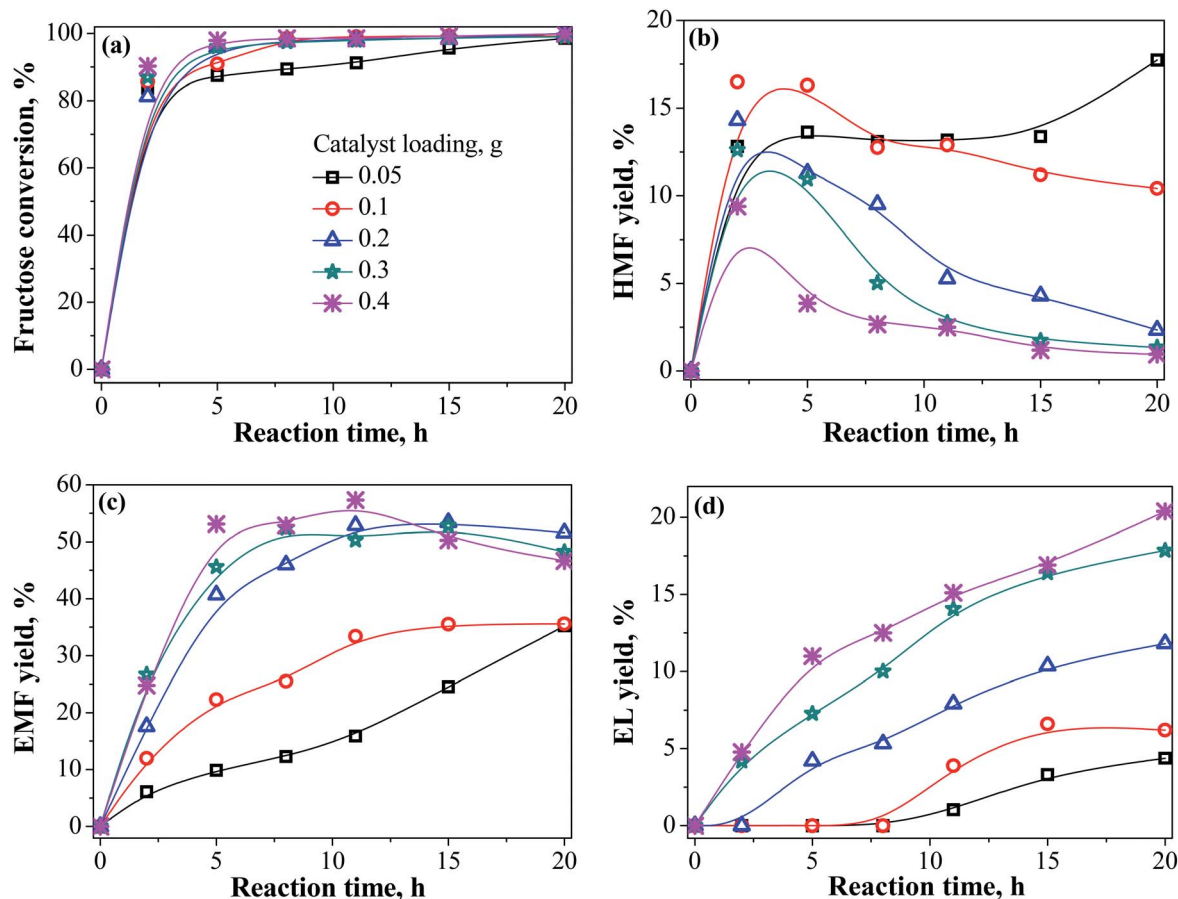 (a)
Fructose conversion, %
100
80
60
40
20
0
Catalyst loading, g
0.05
0.1
0.2
0.3
0.4
0 5 10 15 20
Reaction time, h
(b)
HMF yield, %
20
15
10
5
0
0 5 10 15 20
Reaction time, h
(c)
EMF yield, %
60
50
40
30
20
10
0
0 5 10 15 20
Reaction time, h
(d)
EL yield, %
20
15
10
5
0
0 5 10 15 20
Reaction time, h